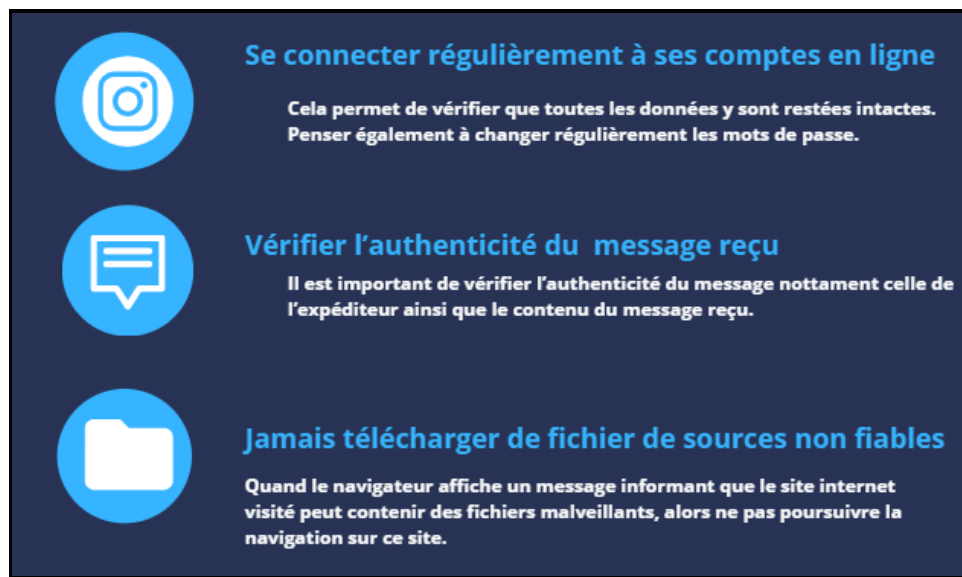 Se connecter régulièrement à ses comptes en ligne
Cela permet de vérifier que toutes les données y sont restées intactes.
Penser également à changer régulièrement les mots de passe.
Vérifier l’authenticité du  message reçu
Il est important de vérifier l’authenticité du message nottament celle de
l’expéditeur ainsi que le contenu du message reçu.
Jamais télécharger de fichier de sources non fiables
Quand le navigateur affiche un message informant que le site internet
visité peut contenir des fichiers malveillants, alors ne pas poursuivre la
navigation sur ce site.